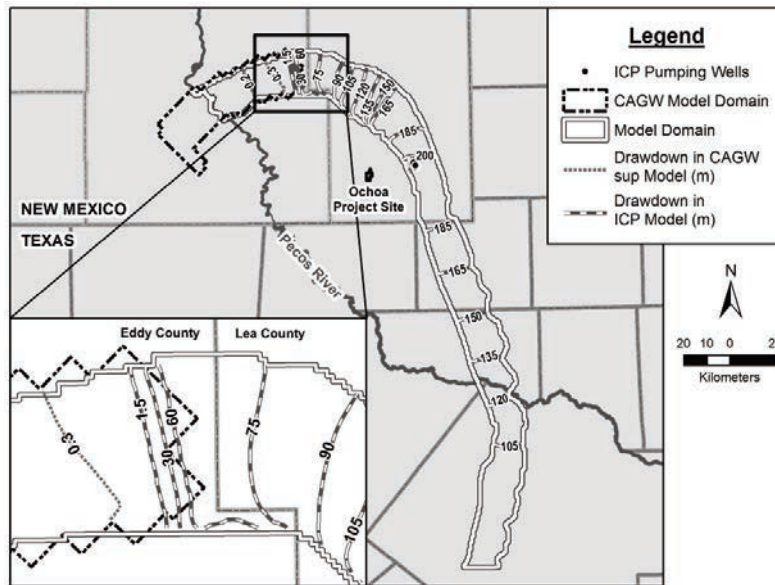 Legend
ICP Pumping Wells
CAGW Model Domain
Model Domain
Drawdown in CAGW
sup Model (m)
Drawdown in
ICP Model (m)
0.2
0.3
1.5
30
60
75
90
105
120
135
150
165
185
200
Ochoa
Project Site
NEW MEXICO
TEXAS
Pecos River
185
165
150
135
120
105
N
20 10 0 2
Kilometers
Eddy County Lea County
0.3
1.5
30
60
75
90
105